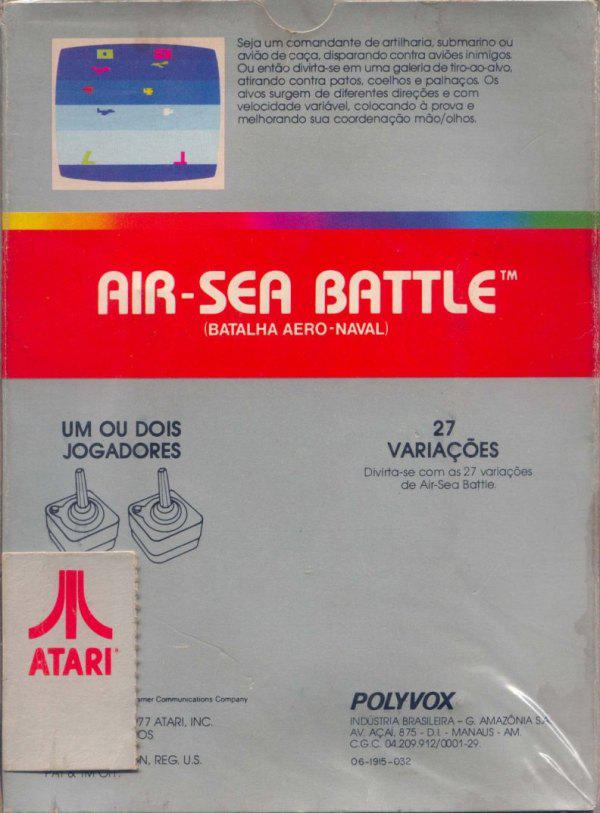 Seja um comandante de artilharia, submarino ou
avião de caça, disparando contra aviões inimigos.
Ou então divirta-se em uma galeria de tiro-ao-alvo,
atirando contra patos, coelhos e palhaços. Os
alvos surgem de diferentes direções e com
velocidade variável, colocando à prova e
melhorando sua coordenação mão/olhos.
AIR-SEA BATTLE™
(BATALHA AERO-NAVAL)
UM OU DOIS
JOGADORES
27
VARIAÇÕES
Divirta-se com as 27 variações
de Air-Sea Battle.
ATARI®
Communications Company
77 ATARI, INC.
OS
N, REG. U.S.
POLYVOX
INDÚSTRIA BRASILEIRA – G. AMAZÔNIA S.A.
AV. AÇAÍ, 875 - D.I. - MANAUS - AM.
C.G.C. 04.209.912/0001-29.
06-1915-032